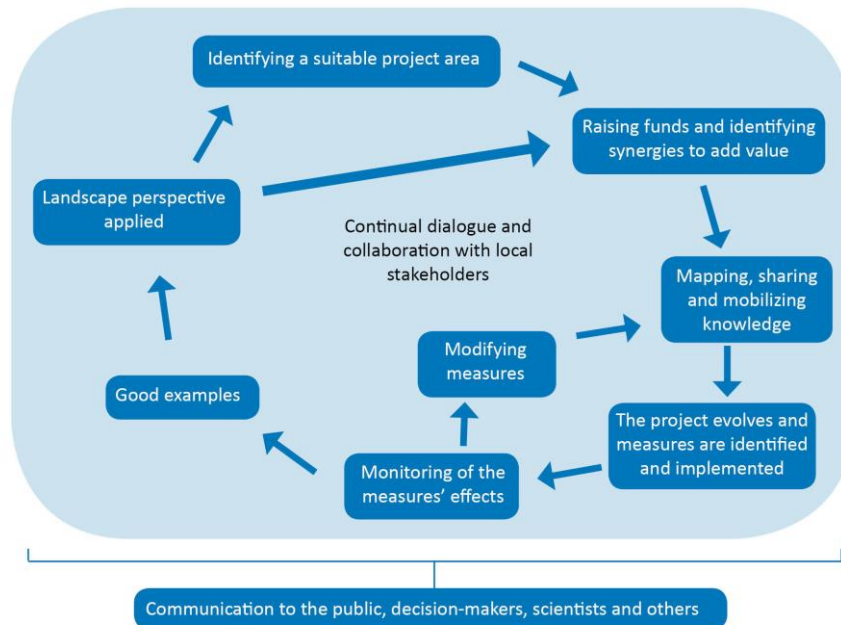 Identifying a suitable project area
Raising funds and identifying
synergies to add value
Landscape perspective
applied
Continual dialogue and
collaboration with local
stakeholders
Mapping, sharing
and mobilizing
knowledge
Modifying
measures
Good examples
The project evolves and
measures are identified
and implemented
Monitoring of the
measures’ effects
Communication to the public, decision-makers, scientists and others